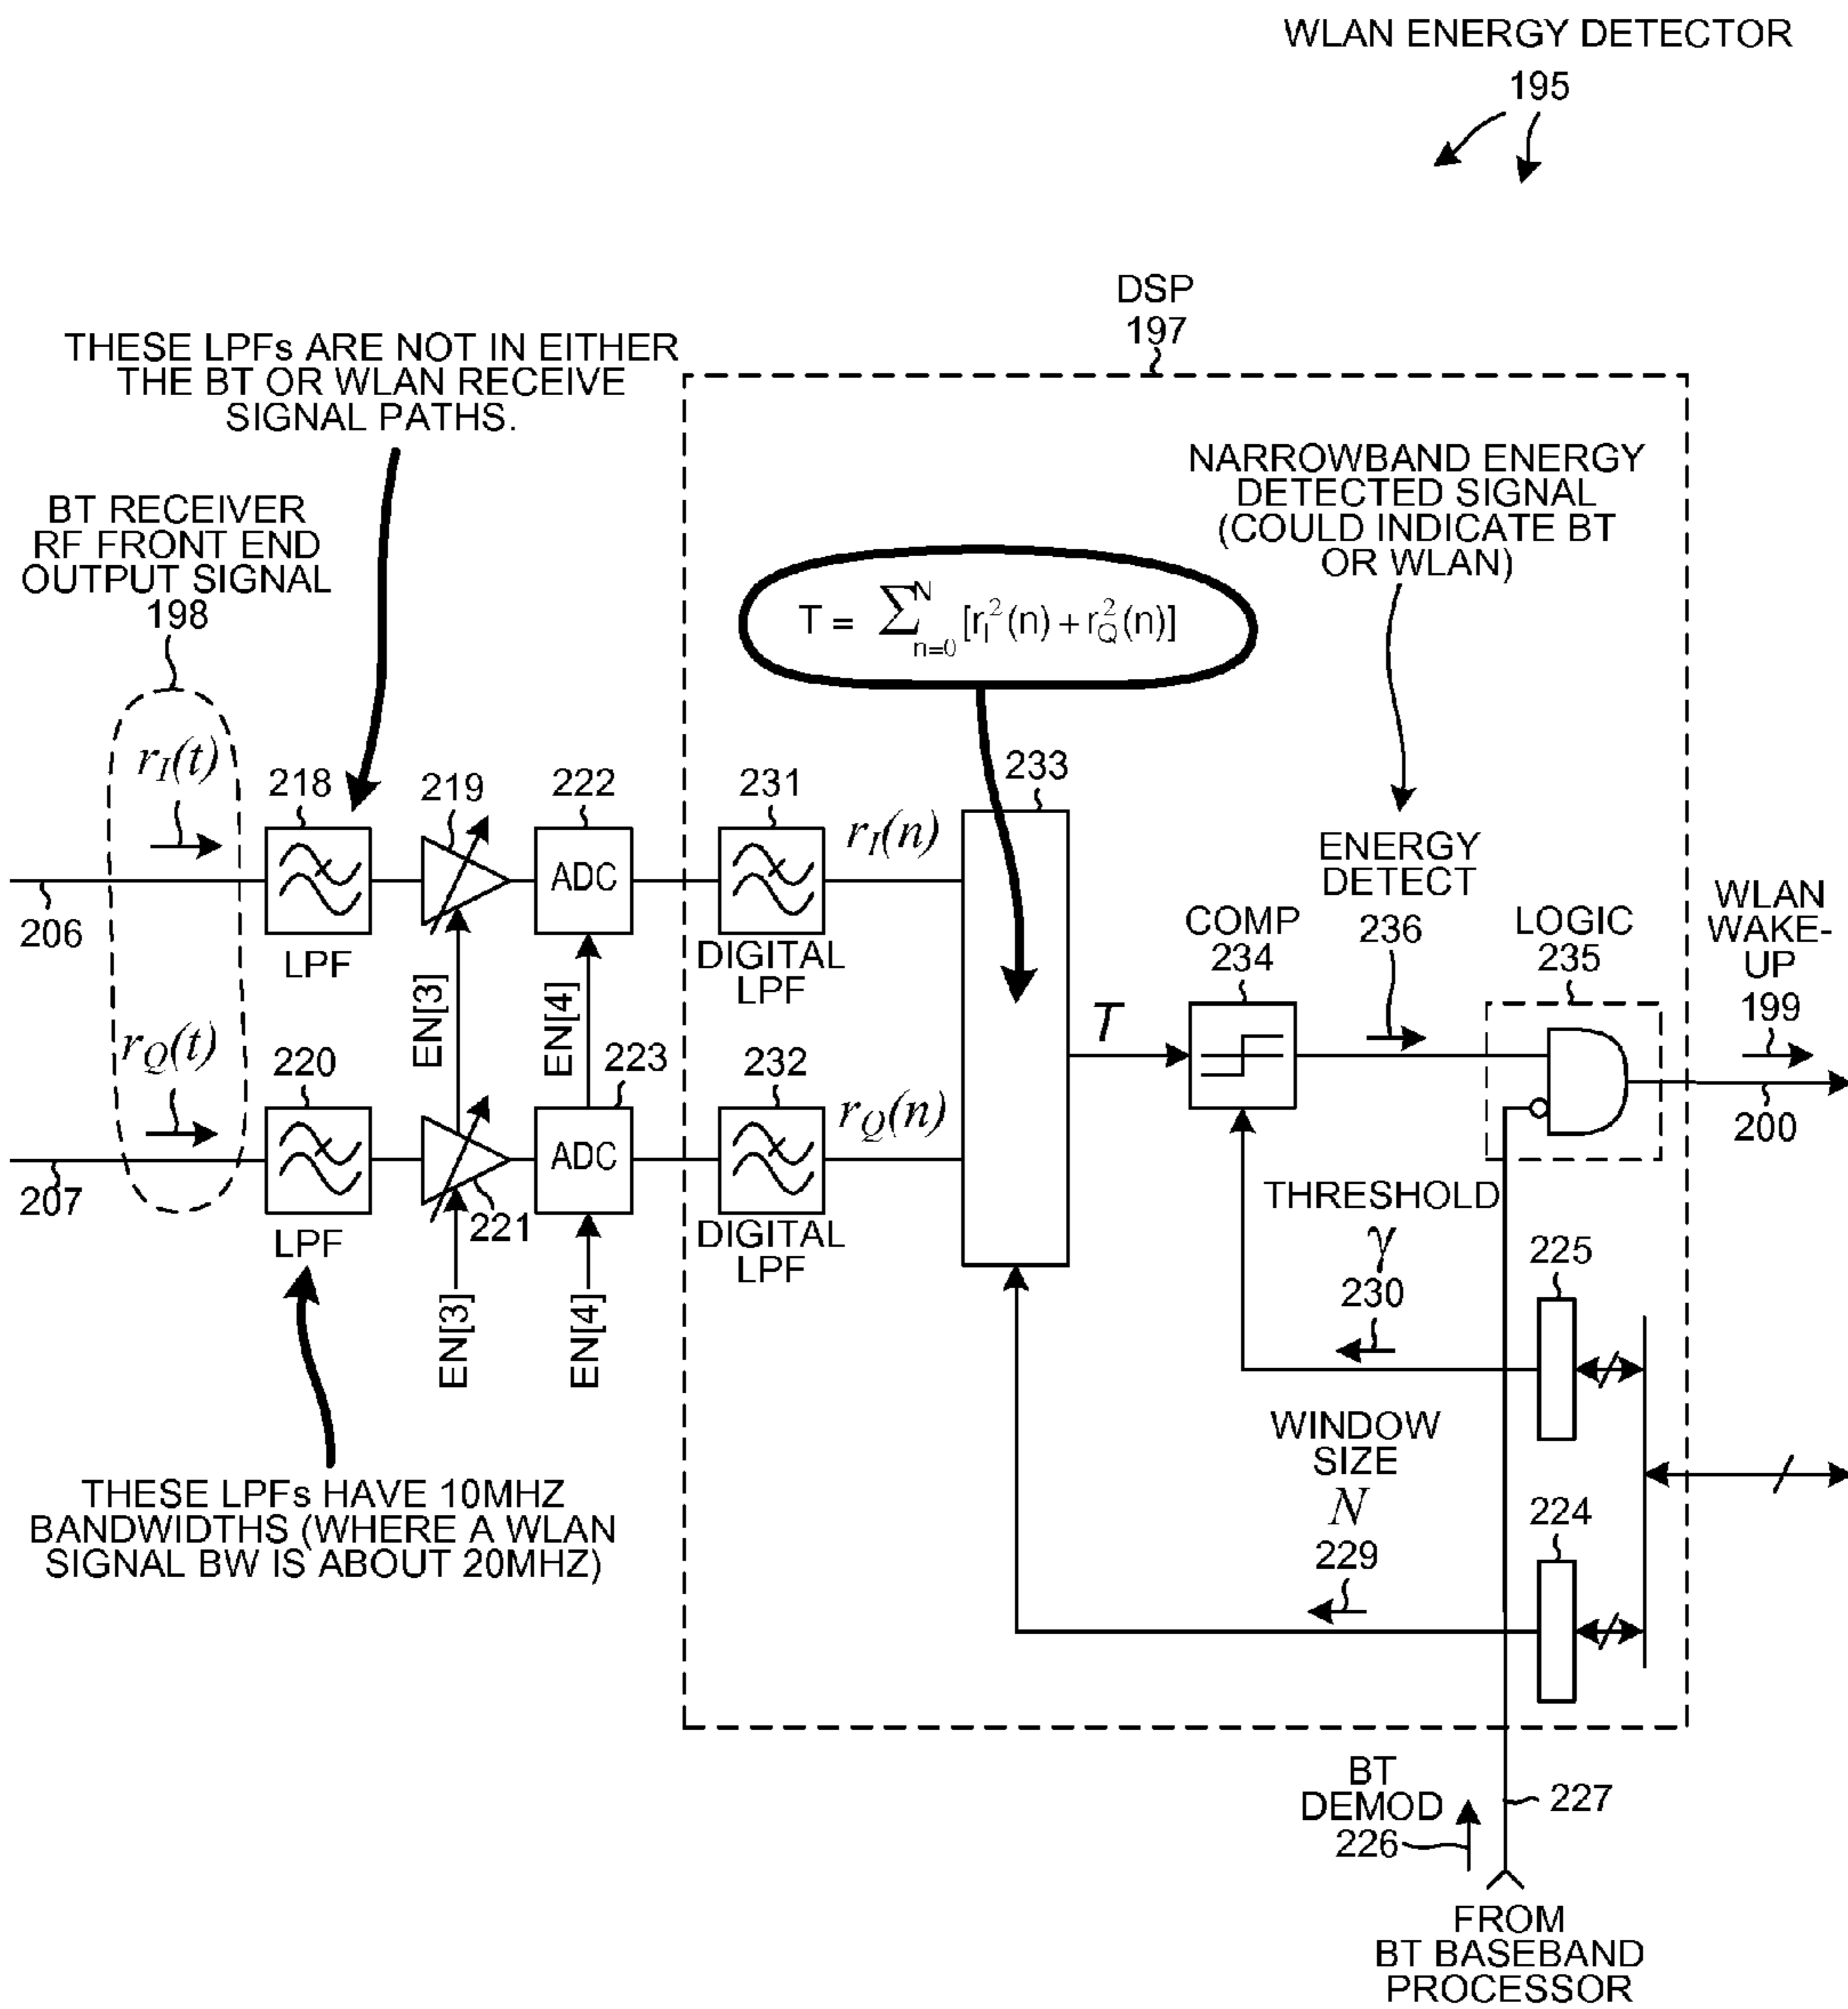 WLAN ENERGY DETECTOR
195
DSP
197
THESE LPFs ARE NOT IN EITHER
THE BT OR WLAN RECEIVE
SIGNAL PATHS.
NARROWBAND ENERGY
DETECTED SIGNAL
(COULD INDICATE BT
OR WLAN)
BT RECEIVER
RF FRONT END
OUTPUT SIGNAL
198
T = ∑_{n=0}^{N} [r_I^2(n) + r_Q^2(n)]
r_I(t)
218
219
222
231
r_I(n)
233
ADC
206
LPF
DIGITAL
LPF
ENERGY
DETECT
236
COMP
234
LOGIC
235
WLAN
WAKE-
UP
199
EN[3]
EN[4]
T
r_Q(t)
220
223
232
r_Q(n)
ADC
200
207
221
LPF
DIGITAL
LPF
THRESHOLD
γ
230
225
EN[3]
EN[4]
WINDOW
SIZE
N
229
224
THESE LPFs HAVE 10MHZ
BANDWIDTHS (WHERE A WLAN
SIGNAL BW IS ABOUT 20MHZ)
BT
DEMOD
226
227
FROM
BT BASEBAND
PROCESSOR